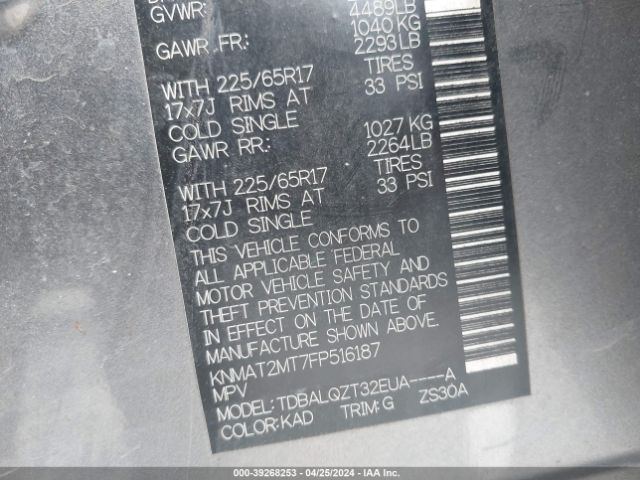 GVWR: 4489LB
1040 KG
GAWR FR: 2293LB
TIRES
WITH 225/65R17 33 PSI
17x7J RIMS AT
COLD SINGLE 1027 KG
GAWR RR: 2264LB
TIRES
WITH 225/65R17 33 PSI
17x7J RIMS AT
COLD SINGLE
THIS VEHICLE CONFORMS TO
ALL APPLICABLE FEDERAL
MOTOR VEHICLE SAFETY AND
THEFT PREVENTION STANDARDS
IN EFFECT ON THE DATE OF
MANUFACTURE SHOWN ABOVE.
KNMAT2MT7FP516187
MPV
MODEL:TDBALQZT32EUA----A
COLOR:KAD TRIM:G ZS30A
000-39268253 - 04/25/2024 - IAA Inc.